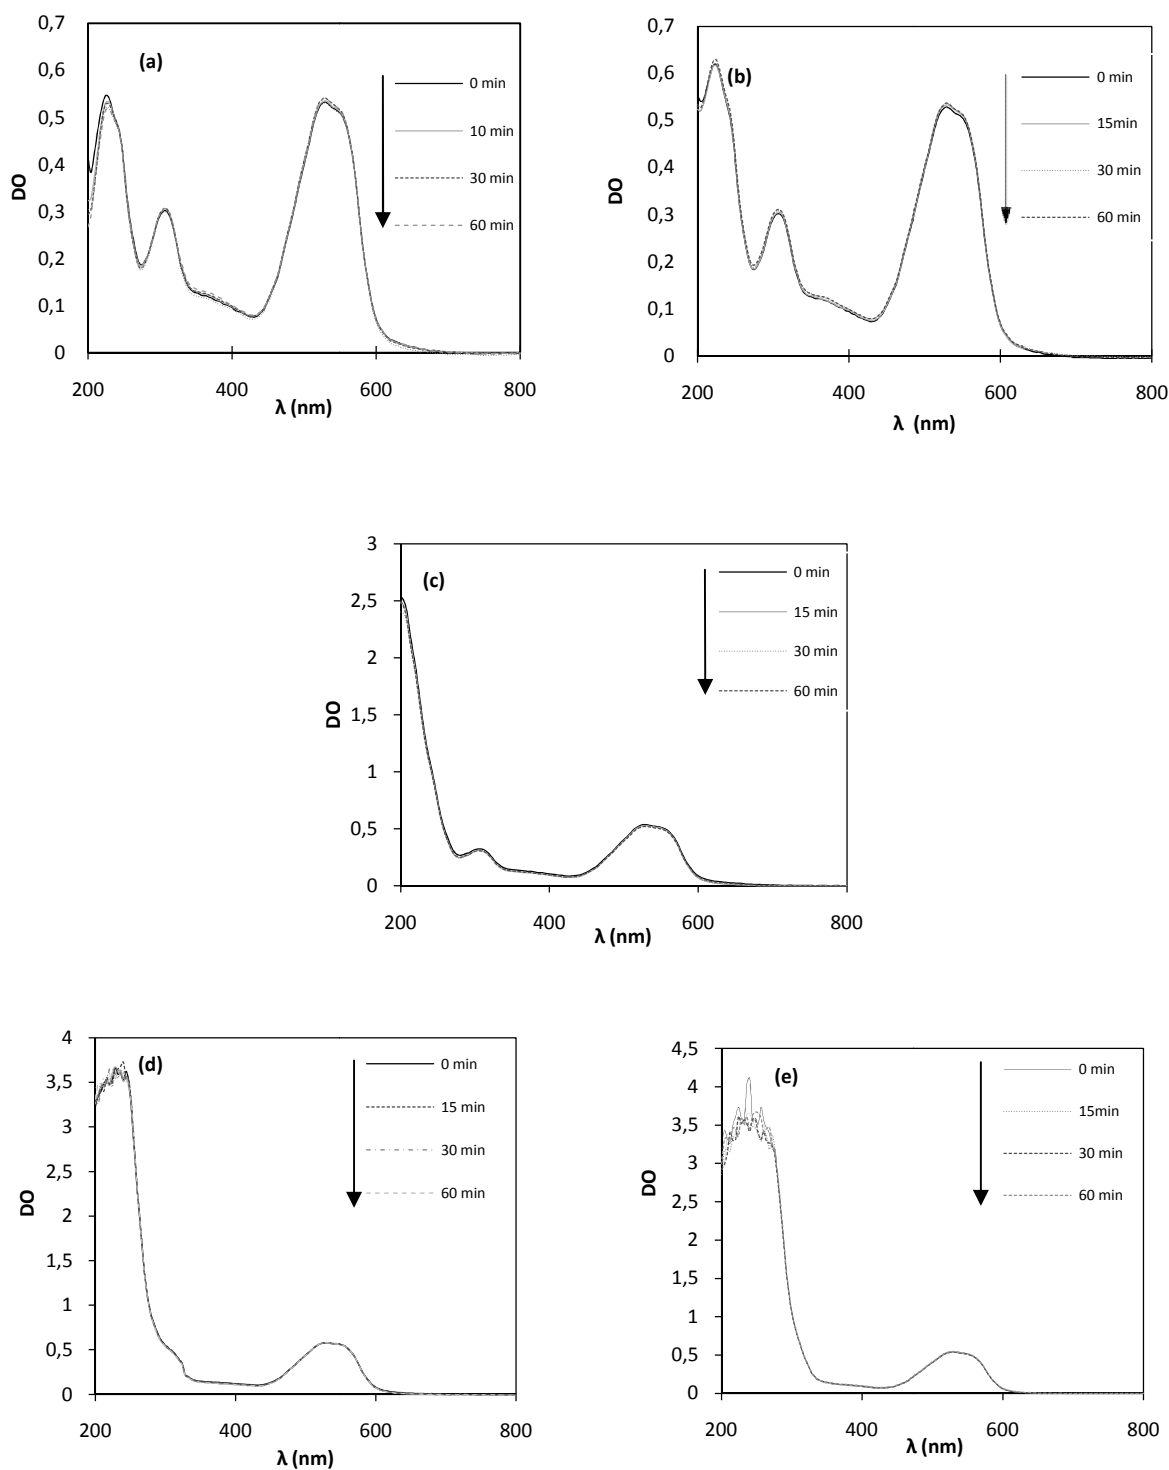 0,7
0,6
0,5
0,4
0,3
0,2
0,1
0
DO
(a)
0 min
10 min
30 min
60 min
200 400 600 800
λ (nm)
0,7
0,6
0,5
0,4
0,3
0,2
0,1
0
DO
(b)
0 min
15min
30 min
60 min
200 400 600 800
λ (nm)
3
2,5
2
1,5
1
0,5
0
DO
(c)
0 min
15 min
30 min
60 min
200 400 600 800
λ (nm)
4
3,5
3
2,5
2
1,5
1
0,5
0
DO
(d)
0 min
15 min
30 min
60 min
200 400 600 800
λ (nm)
4,5
4
3,5
3
2,5
2
1,5
1
0,5
0
DO
(e)
0 min
15min
30 min
60 min
200 400 600 800
λ (nm)